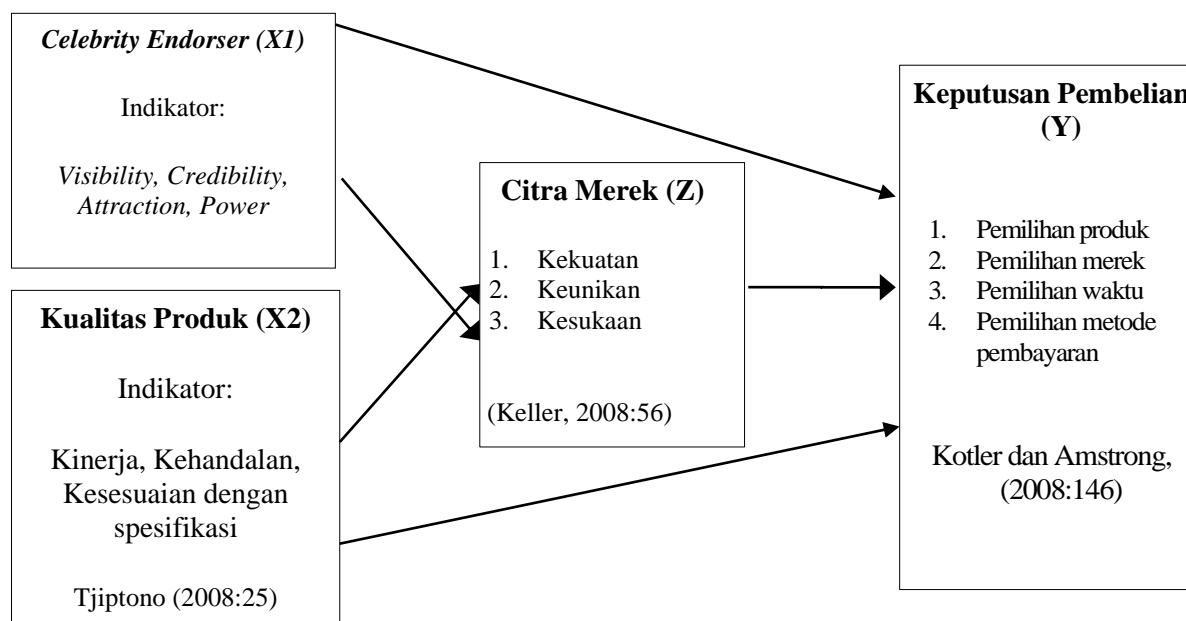 Celebrity Endorser (X1)
Indikator:
Visibility, Credibility,
Attraction, Power
Kualitas Produk (X2)
Indikator:
Kinerja, Kehandalan,
Kesesuaian dengan
spesifikasi
Tjiptono (2008:25)
Citra Merek (Z)
1. Kekuatan
2. Keunikan
3. Kesukaan
(Keller, 2008:56)
Keputusan Pembelian
(Y)
1. Pemilihan produk
2. Pemilihan merek
3. Pemilihan waktu
4. Pemilihan metode
pembayaran
Kotler dan Amstrong,
(2008:146)